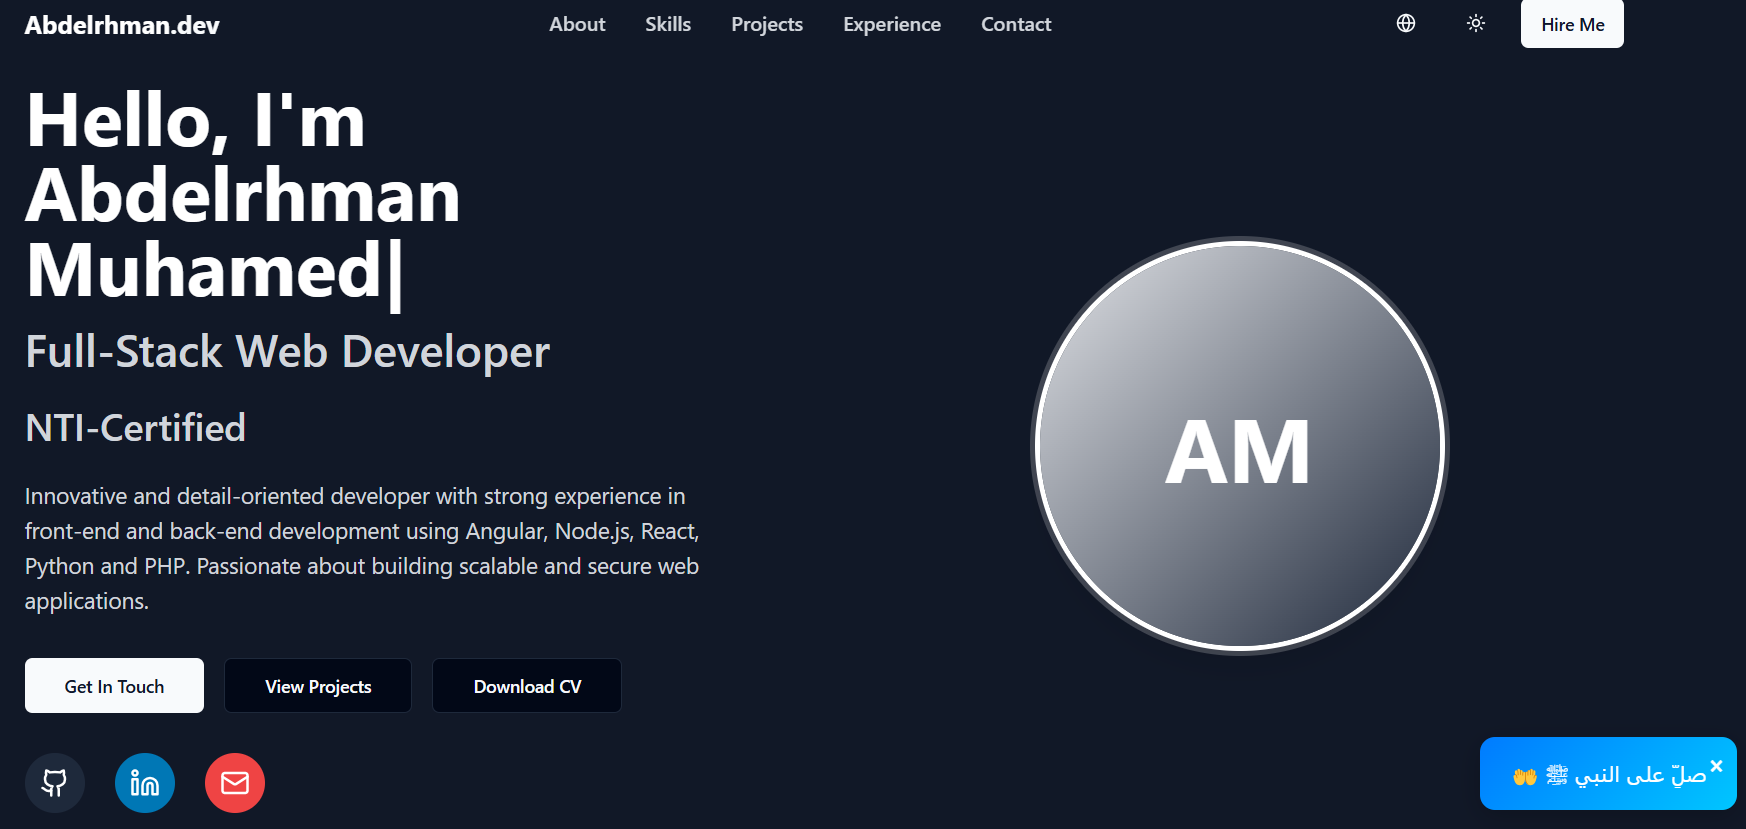 Abdelrhman.dev
About Skills Projects Experience Contact
Hire Me
Hello, I'm
Abdelrhman
Muhamed|
Full-Stack Web Developer
NTI-Certified
Innovative and detail-oriented developer with strong experience in
front-end and back-end development using Angular, Node.js, React,
Python and PHP. Passionate about building scalable and secure web
applications.
Get In Touch
View Projects
Download CV
AM
صلِّ على النبي ﷺ 🤲
×